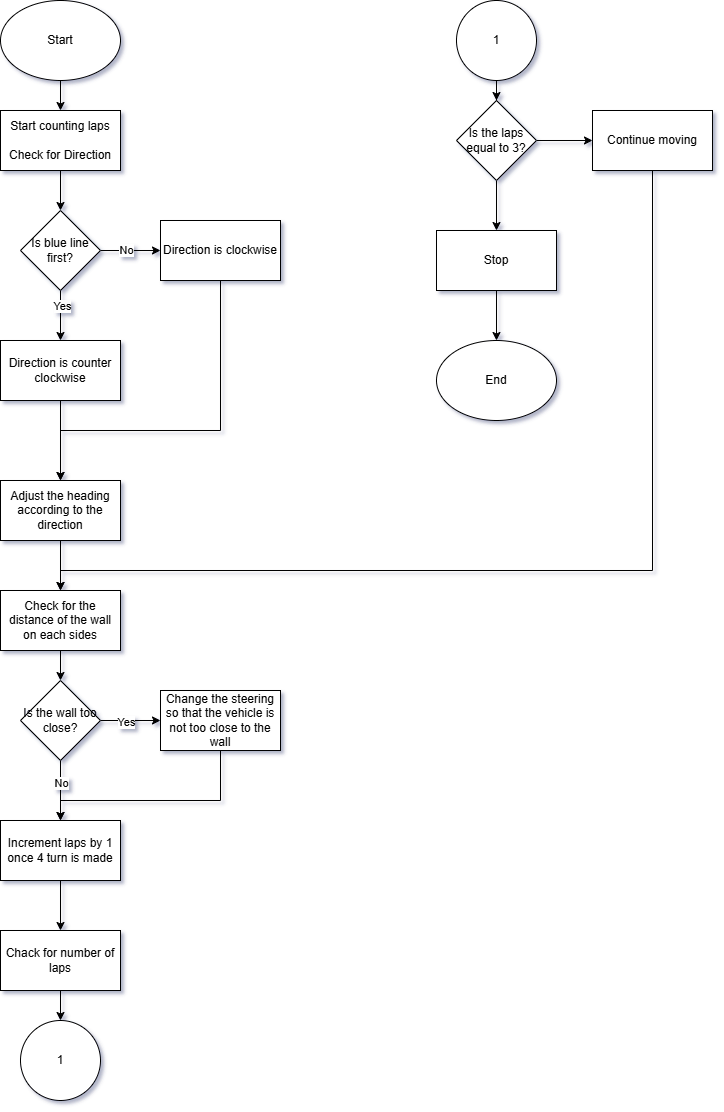 Start
Start counting laps
Check for Direction
Is blue line
first?
No
Direction is clockwise
Yes
Direction is counter
clockwise
Adjust the heading
according to the
direction
Check for the
distance of the wall
on each sides
Is the wall too
close?
Yes
Change the steering
so that the vehicle is
not too close to the
wall
No
Increment laps by 1
once 4 turn is made
Chack for number of
laps
1
1
Is the laps
equal to 3?
Continue moving
Stop
End